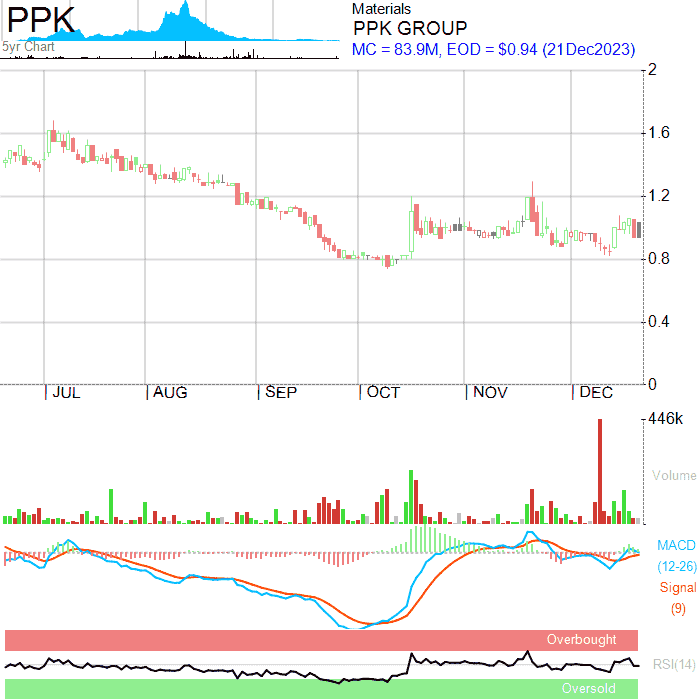 PPK
5yr Chart
Materials
PPK GROUP
MC = 83.9M, EOD = $0.94 (21Dec2023)
2
1.6
1.2
0.8
0.4
0
JUL AUG SEP OCT NOV DEC
446k
Volume
MACD
(12-26)
Signal
(9)
Overbought
RSI(14)
Oversold